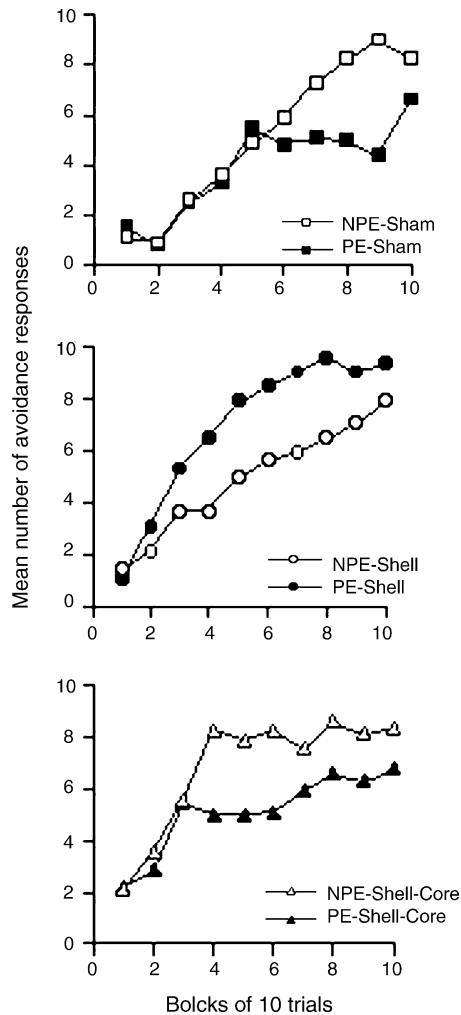 Mean number of avoidance responses
10
8
6
4
2
0
NPE-Sham
PE-Sham
0 2 4 6 8 10
10
8
6
4
2
0
NPE-Shell
PE-Shell
0 2 4 6 8 10
10
8
6
4
2
0
NPE-Shell-Core
PE-Shell-Core
0 2 4 6 8 10
Bolcks of 10 trials